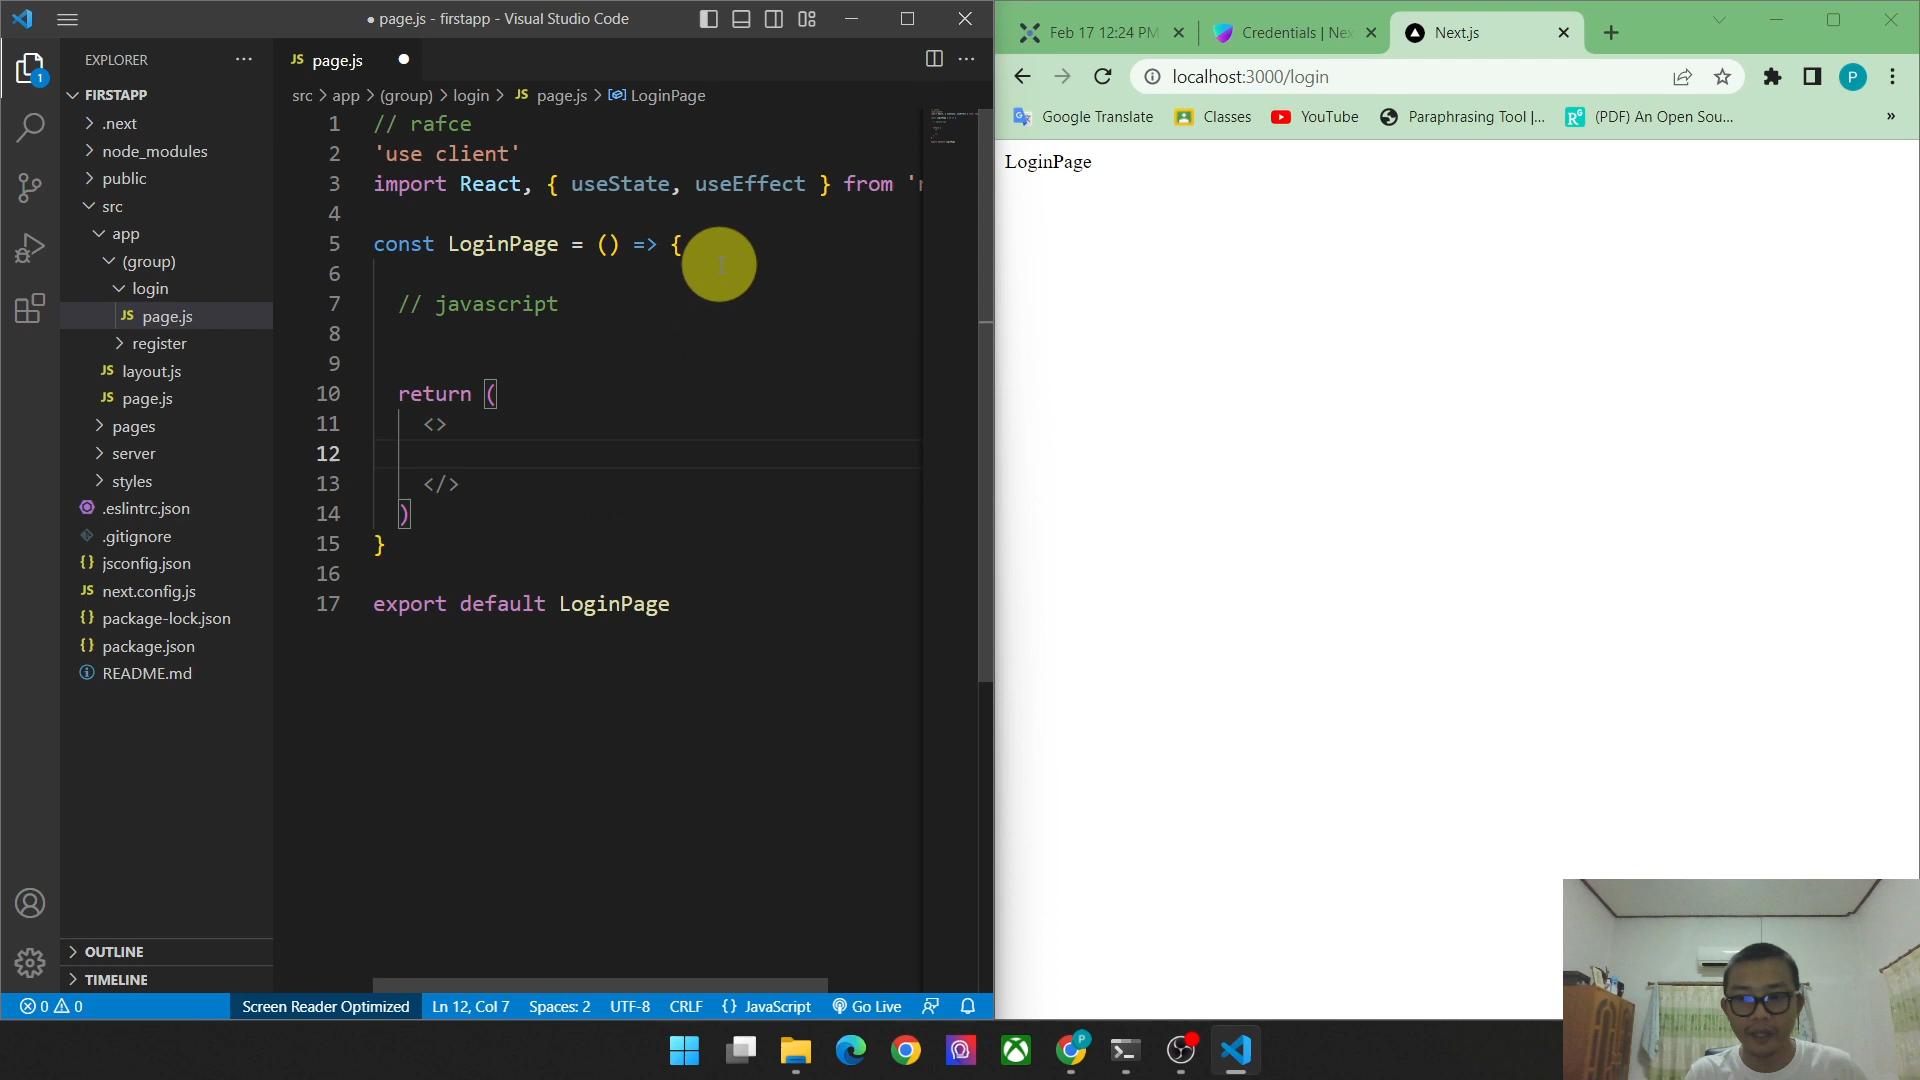 page.js - firstapp - Visual Studio Code
EXPLORER
FIRSTAPP
.next
node_modules
public
src
app
(group)
login
page.js
register
layout.js
page.js
pages
server
styles
.eslintrc.json
.gitignore
jsconfig.json
next.config.js
package-lock.json
package.json
README.md
OUTLINE
TIMELINE
JS page.js
src > app > (group) > login > JS page.js > LoginPage
1 // rafce
2 'use client'
3 import React, { useState, useEffect } from '
4
5 const LoginPage = () => {
6
7 // javascript
8
9
10 return (
11 <>
12
13 </>
14 )
15 }
16
17 export default LoginPage
0 0 Screen Reader Optimized Ln 12, Col 7 Spaces: 2 UTF-8 CRLF {} JavaScript Go Live
Feb 17 12:24 PM
Credentials | Nex
Next.js
localhost:3000/login
P
Google Translate Classes YouTube Paraphrasing Tool |... (PDF) An Open Sou... »
LoginPage